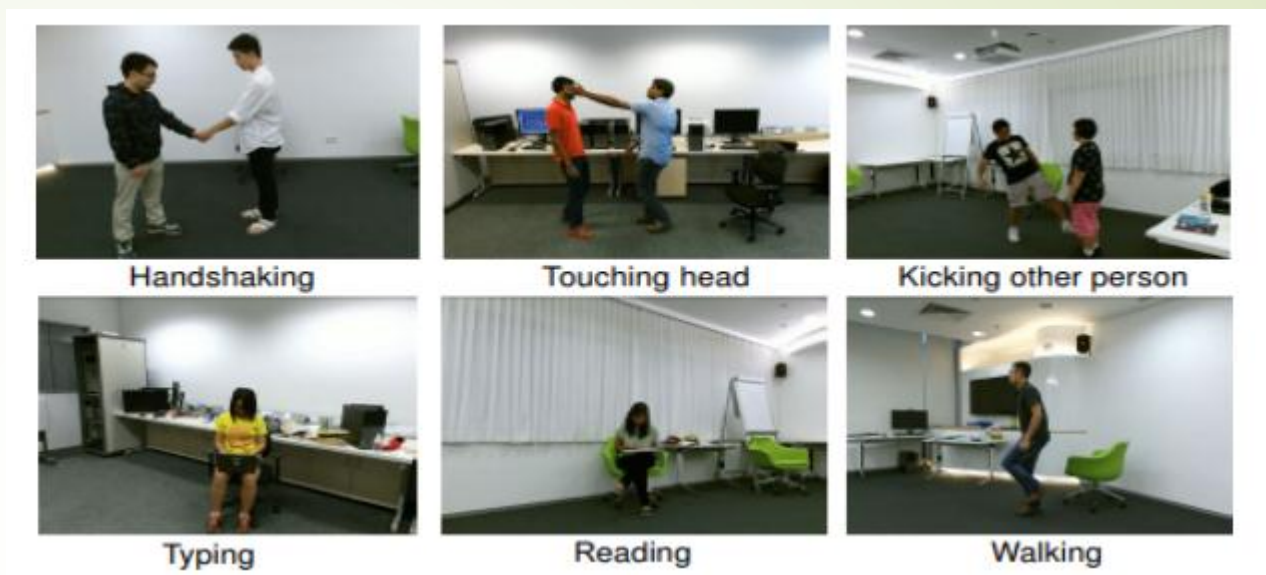 Handshaking
Touching head
Kicking other person
Typing
Reading
Walking